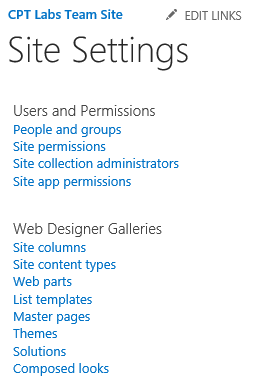 CPT Labs Team Site EDIT LINKS
Site Settings
Users and Permissions
People and groups
Site permissions
Site collection administrators
Site app permissions
Web Designer Galleries
Site columns
Site content types
Web parts
List templates
Master pages
Themes
Solutions
Composed looks